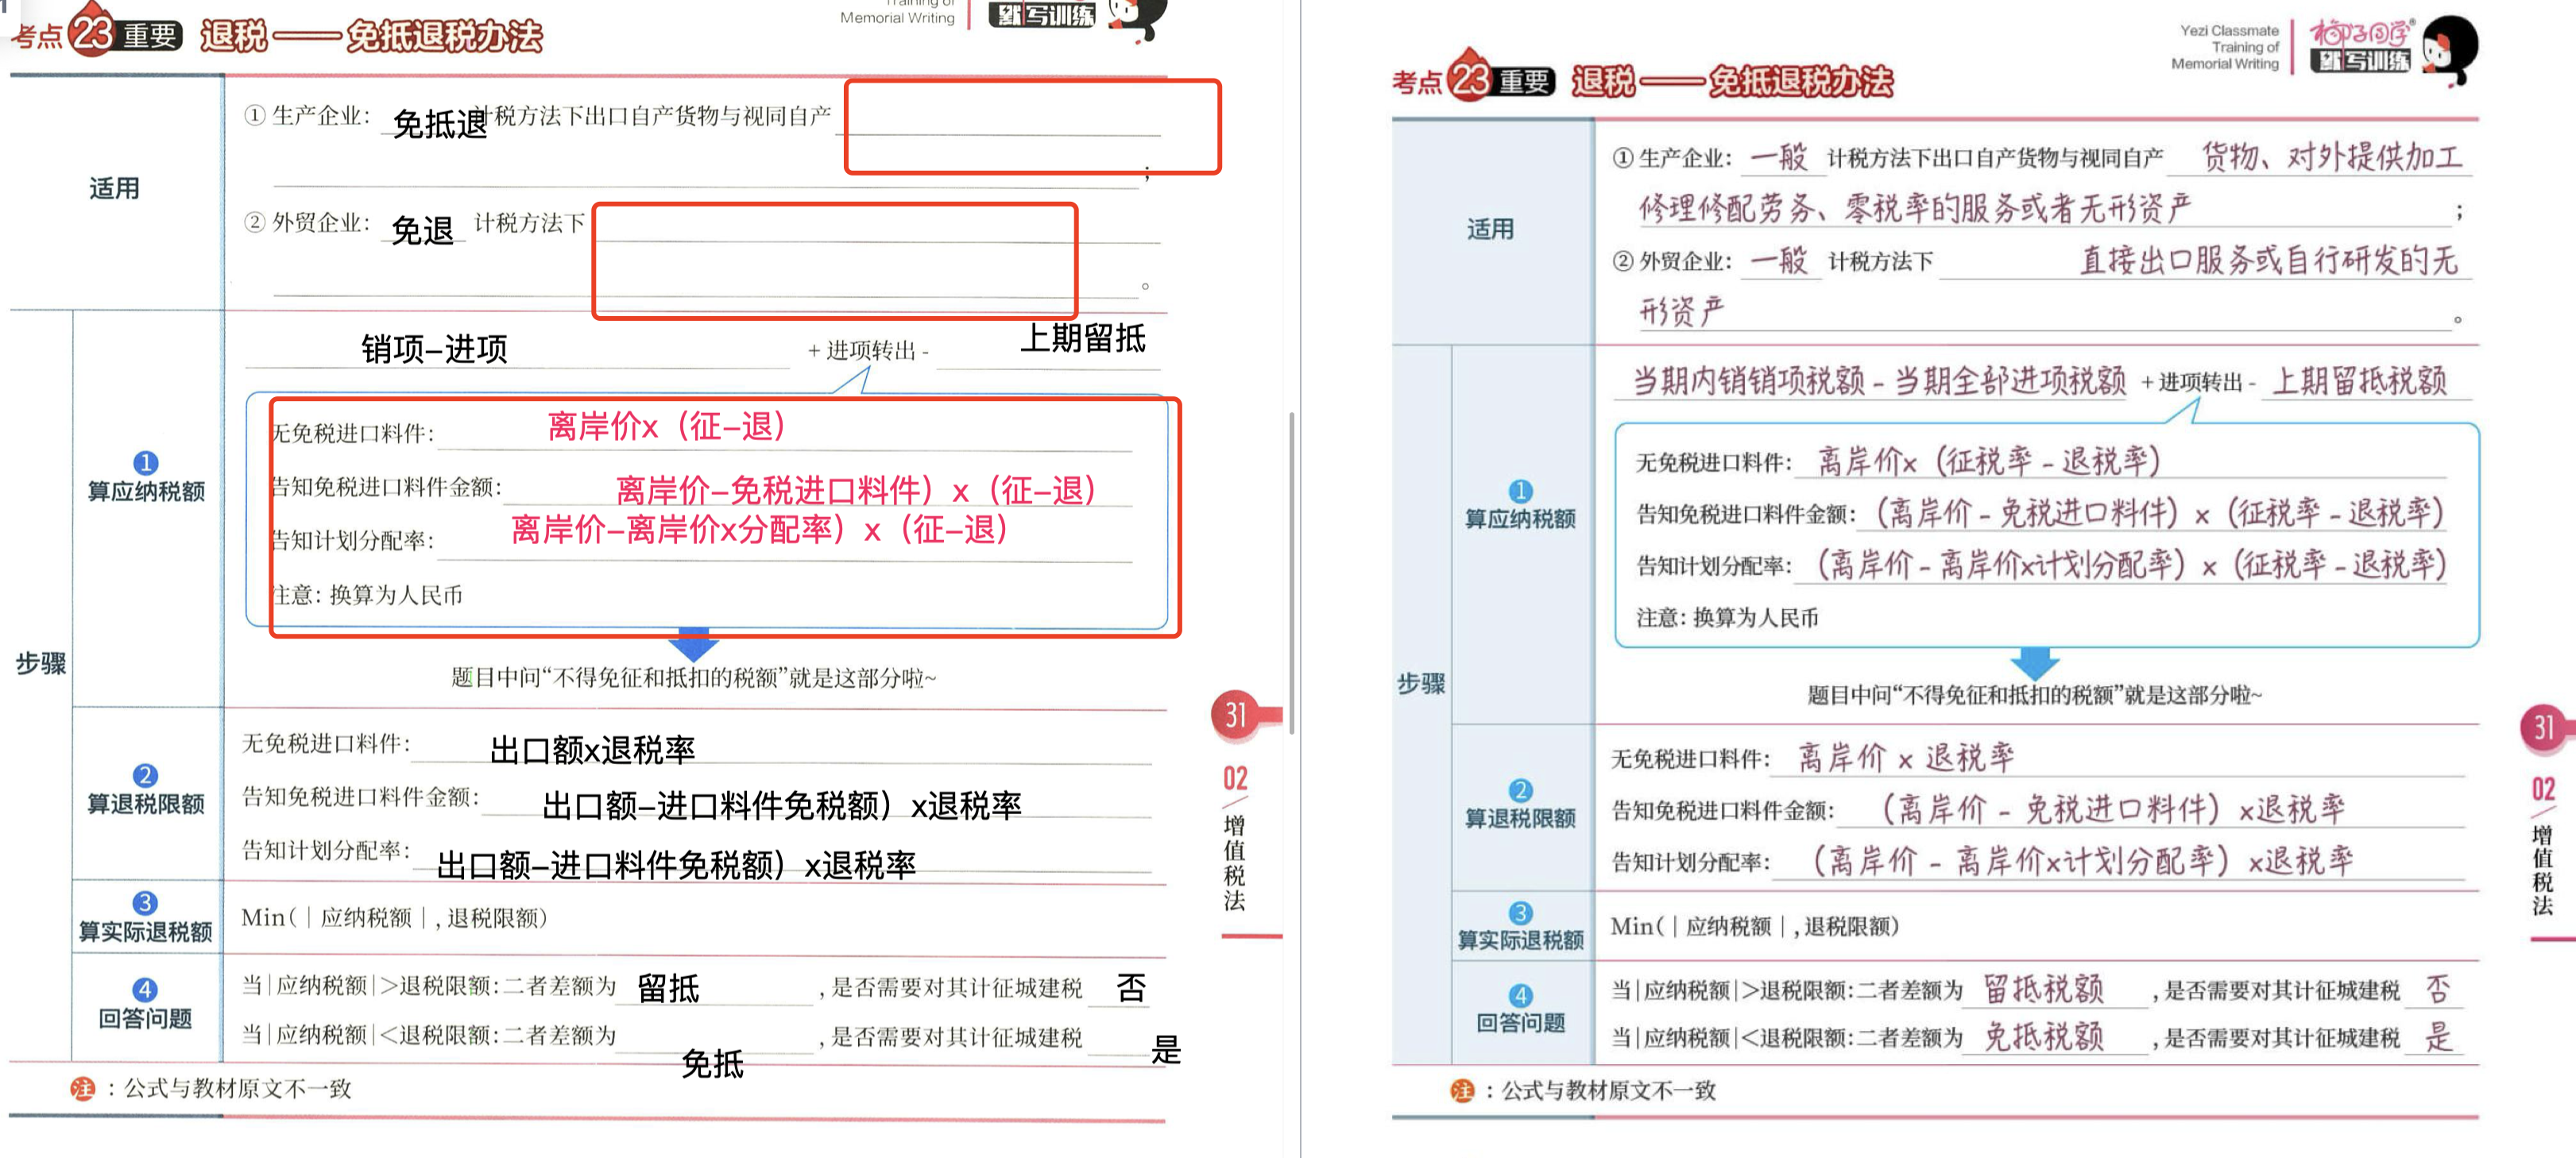 考点 23 重要 退税——免抵退税办法
Training of
Memorial Writing
默写训练
适用
① 生产企业: 免抵退 计税方法下出口自产货物与视同自产
;
② 外贸企业: 免退 计税方法下
。
步骤
1
算应纳税额
销项-进项 + 进项转出 - 上期留抵
无免税进口料件: 离岸价x（征-退）
告知免税进口料件金额: 离岸价-免税进口料件）x（征-退）
告知计划分配率: 离岸价-离岸价x分配率）x（征-退）
注意: 换算为人民币
题目中问“不得免征和抵扣的税额”就是这部分啦~
2
算退税限额
无免税进口料件: 出口额x退税率
告知免税进口料件金额: 出口额-进口料件免税额）x退税率
告知计划分配率: 出口额-进口料件免税额）x退税率
3
算实际退税额
Min(|应纳税额|,退税限额)
4
回答问题
当|应纳税额|>退税限额:二者差额为 留抵 ,是否需要对其计征城建税 否
当|应纳税额|<退税限额:二者差额为 免抵 ,是否需要对其计征城建税 是
注 : 公式与教材原文不一致
31
02
增值税法
考点 23 重要 退税——免抵退税办法
Yezi Classmate
Training of
Memorial Writing
椰子同学®
默写训练
适用
① 生产企业: 一般 计税方法下出口自产货物与视同自产 货物、对外提供加工
修理修配劳务、零税率的服务或者无形资产 ;
② 外贸企业: 一般 计税方法下 直接出口服务或自行研发的无
形资产 。
步骤
1
算应纳税额
当期内销销项税额 - 当期全部进项税额 + 进项转出 - 上期留抵税额
无免税进口料件: 离岸价x（征税率 - 退税率）
告知免税进口料件金额: （离岸价 - 免税进口料件）x（征税率 - 退税率）
告知计划分配率: （离岸价 - 离岸价x计划分配率）x（征税率 - 退税率）
注意: 换算为人民币
题目中问“不得免征和抵扣的税额”就是这部分啦~
2
算退税限额
无免税进口料件: 离岸价 x 退税率
告知免税进口料件金额: （离岸价 - 免税进口料件）x退税率
告知计划分配率: （离岸价 - 离岸价x计划分配率）x退税率
3
算实际退税额
Min(|应纳税额|,退税限额)
4
回答问题
当|应纳税额|>退税限额:二者差额为 留抵税额 ,是否需要对其计征城建税 否
当|应纳税额|<退税限额:二者差额为 免抵税额 ,是否需要对其计征城建税 是
注 : 公式与教材原文不一致
31
02
增值税法